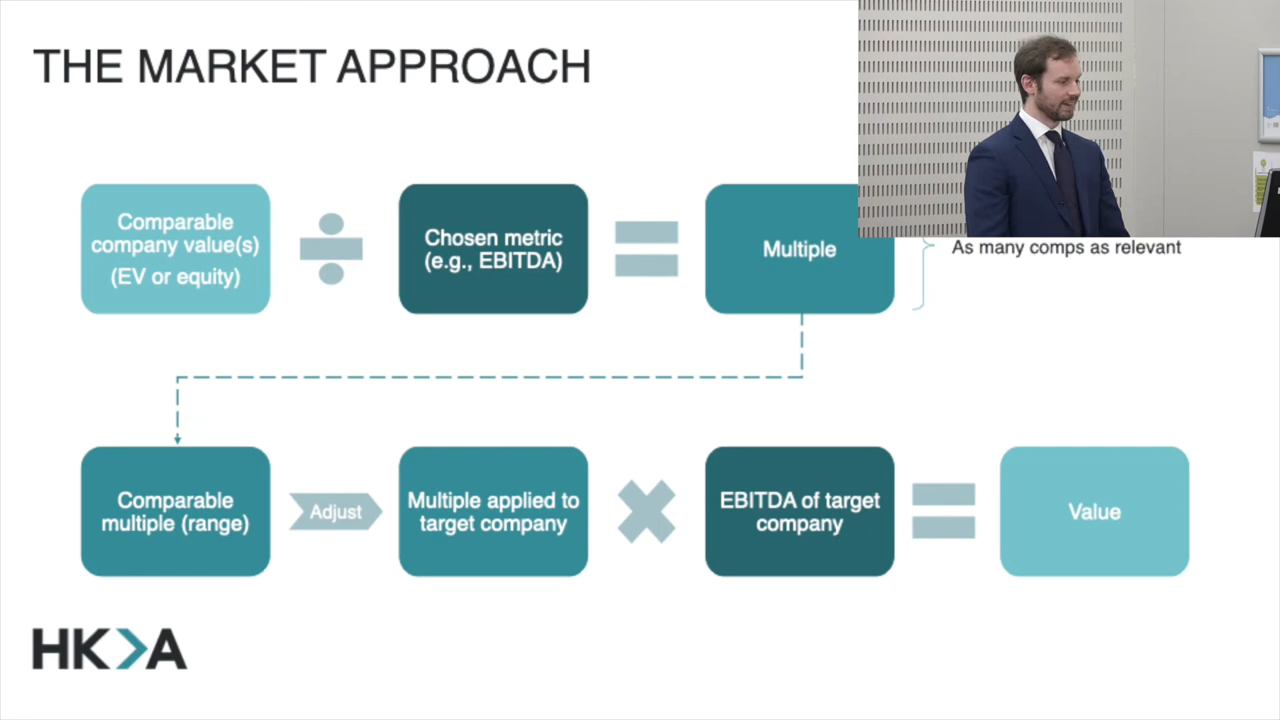 THE MARKET APPROACH
Comparable
company value(s)
(EV or equity)
Chosen metric
(e.g., EBITDA)
Multiple
As many comps as relevant
Comparable
multiple (range)
Adjust
Multiple applied to
target company
EBITDA of target
company
Value
HKA